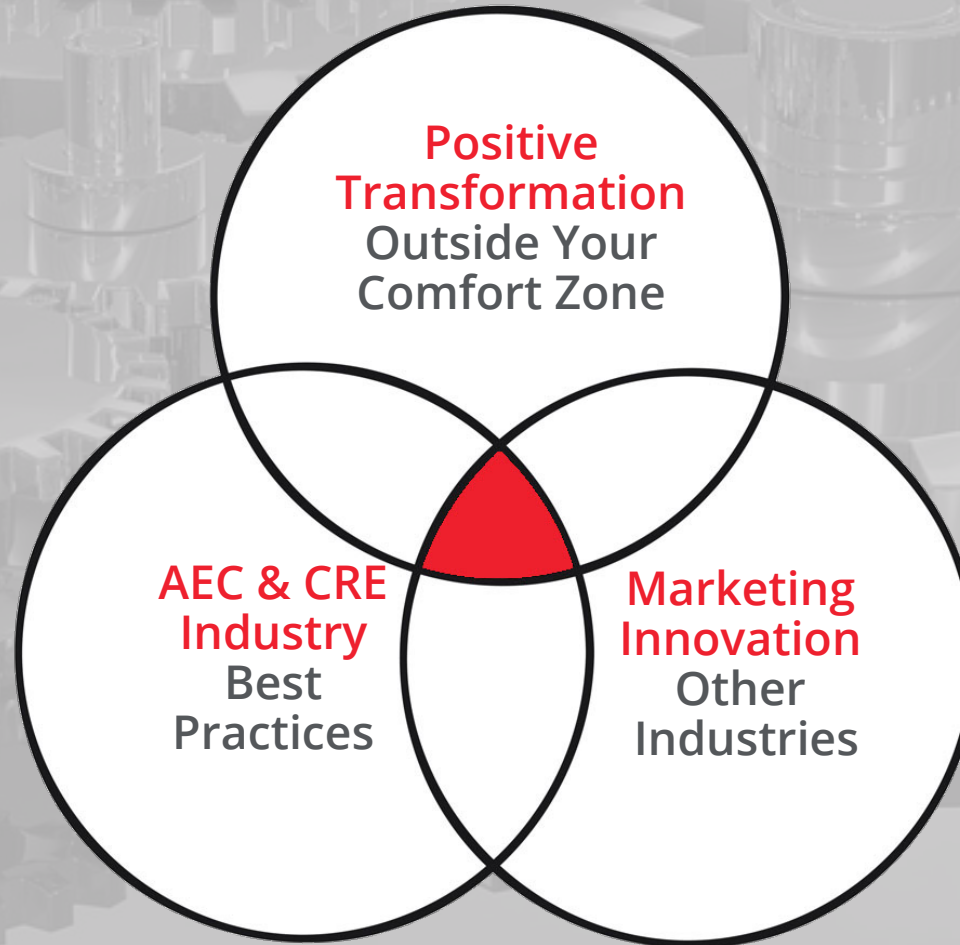 Positive
Transformation
Outside Your
Comfort Zone
AEC & CRE
Industry
Best
Practices
Marketing
Innovation
Other
Industries